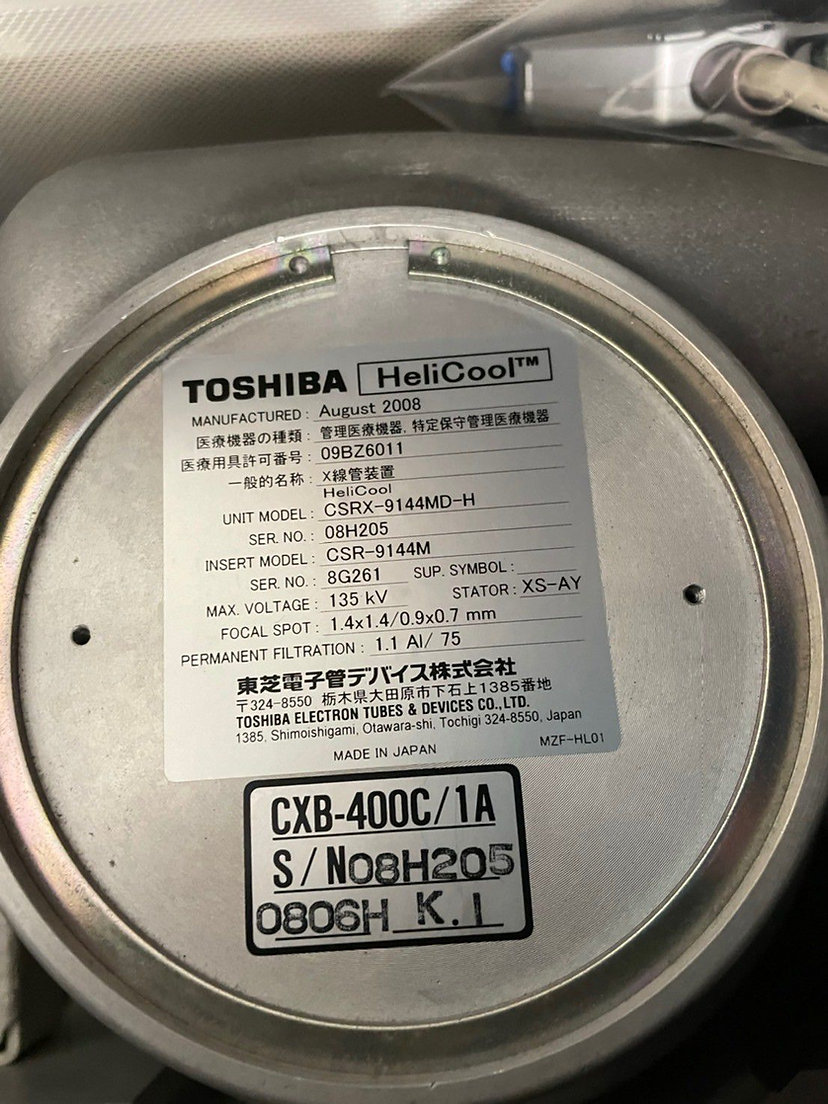 TOSHIBA HeliCool™
MANUFACTURED : August 2008
医療機器の種類 : 管理医療機器, 特定保守管理医療機器
医療用具許可番号 : 09BZ6011
一般的名称 : X線管装置
HeliCool
UNIT MODEL : CSRX-9144MD-H
SER. NO. : 08H205
INSERT MODEL : CSR-9144M
SER. NO. : 8G261 SUP. SYMBOL :
MAX. VOLTAGE : 135 kV STATOR : XS-AY
FOCAL SPOT : 1.4x1.4/0.9x0.7 mm
PERMANENT FILTRATION : 1.1 Al/ 75
東芝電子管デバイス株式会社
〒324-8550 栃木県大田原市下石上1385番地
TOSHIBA ELECTRON TUBES & DEVICES CO.,LTD.
1385, Shimoishigami, Otawara-shi, Tochigi 324-8550, Japan
MADE IN JAPAN MZF-HL01
CXB-400C/1A
S/N08H205
0806H K.I